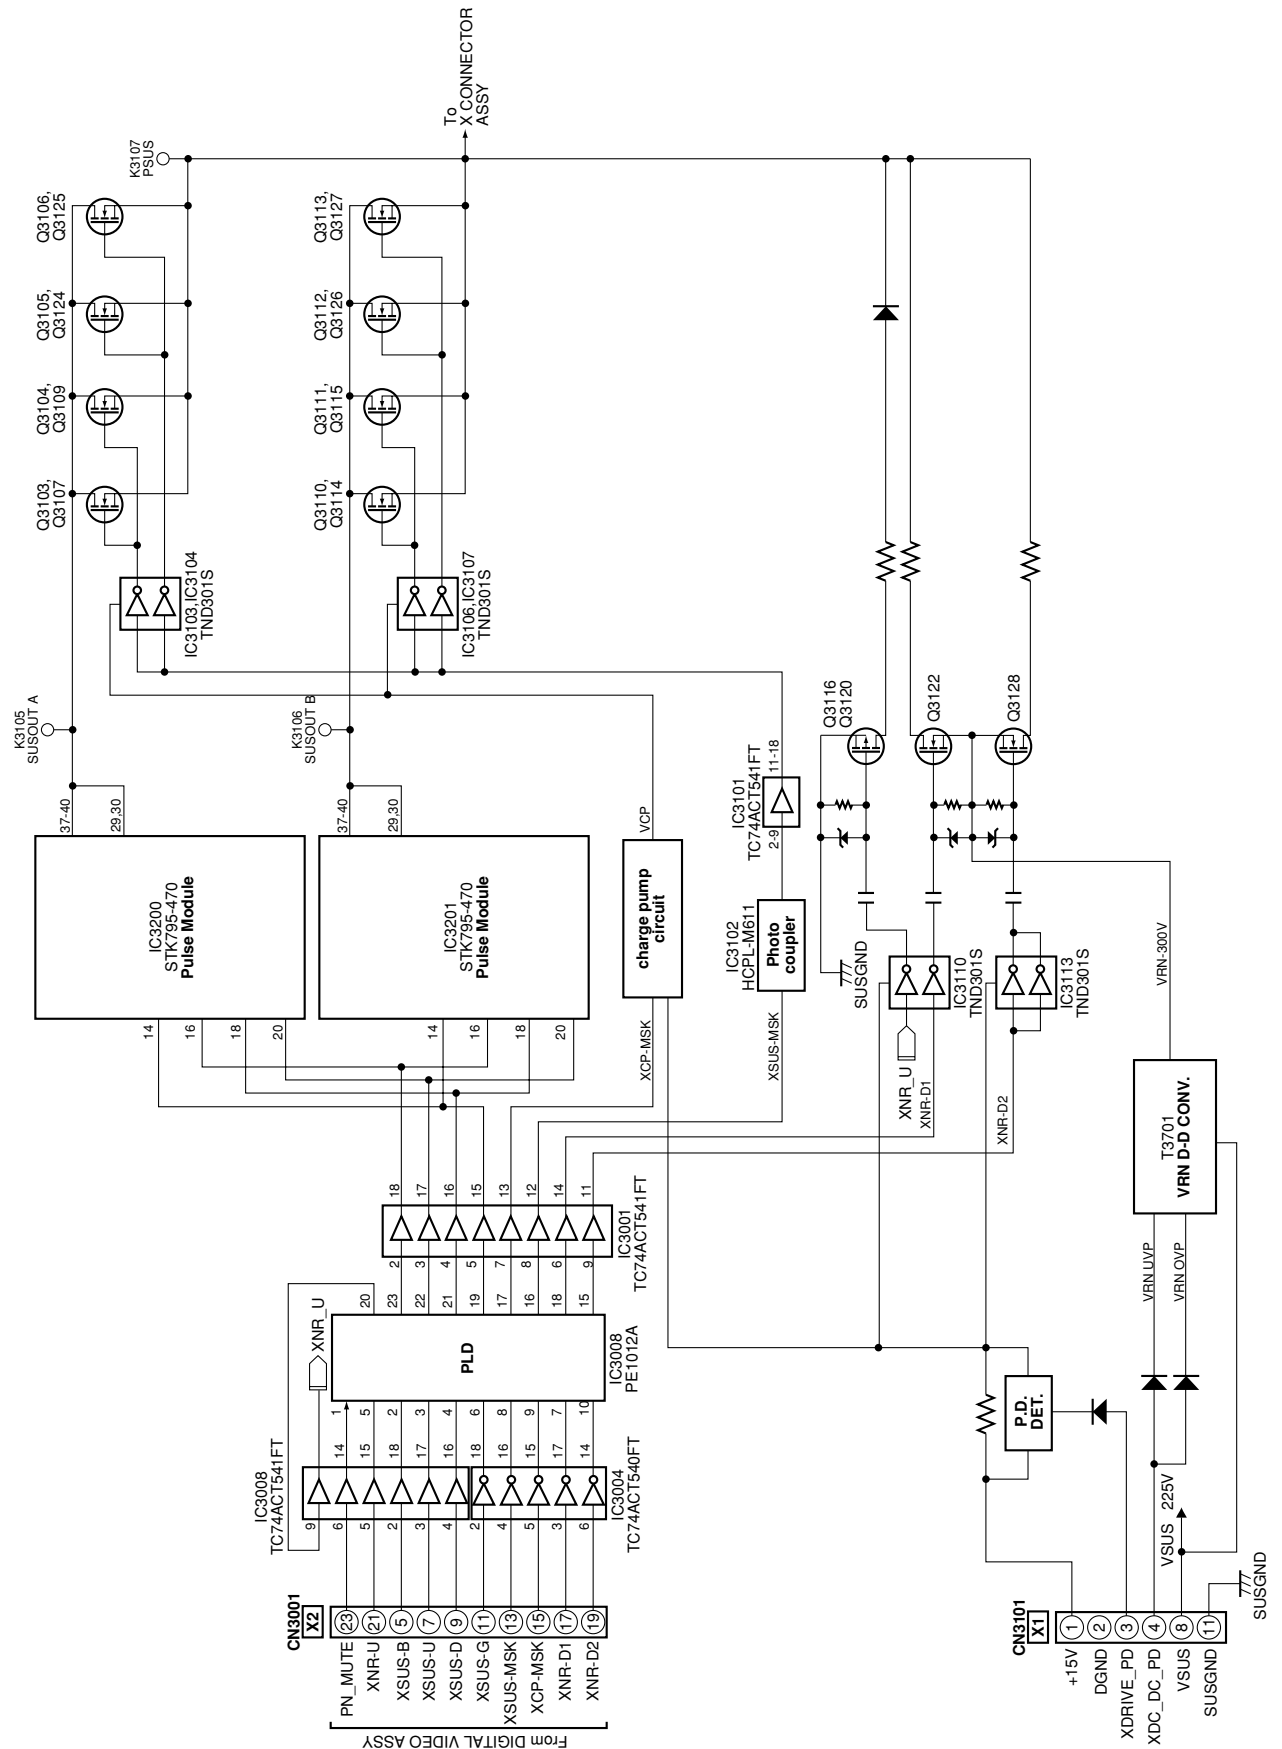 K3107
PSUS
To
X CONNECTOR
ASSY
Q3106,
Q3125
Q3105,
Q3124
Q3104,
Q3109
Q3103,
Q3107
Q3113,
Q3127
Q3112,
Q3126
Q3111,
Q3115
Q3110,
Q3114
IC3103,IC3104
TND301S
IC3106,IC3107
TND301S
K3105
SUSOUT A
K3106
SUSOUT B
37-40
29,30
37-40
29,30
IC3200
STK795-470
Pulse Module
IC3201
STK795-470
Pulse Module
14
16
18
20
14
16
18
20
VCP
charge pump
circuit
XCP-MSK
IC3101
TC74ACT541FT
11-18
2-9
IC3102
HCPL-M611
Photo
coupler
XSUS-MSK
Q3116
Q3120
Q3122
Q3128
SUSGND
IC3110
TND301S
IC3113
TND301S
XNR_U
XNR-D1
XNR-D2
VRN-300V
T3701
VRN D-D CONV.
VRN UVP
VRN OVP
18
17
16
15
13
12
14
11
IC3001
TC74ACT541FT
2
3
4
5
7
8
6
9
XNR_U
20
23
22
21
19
17
16
18
15
PLD
IC3008
PE1012A
1
5
2
3
4
6
8
9
7
10
IC3008
TC74ACT541FT
14
15
18
17
16
18
16
15
17
14
IC3004
TC74ACT540FT
9
6
5
2
3
4
2
4
5
3
6
P.D.
DET.
VSUS 225V
SUSGND
CN3001
X2
23
21
5
7
9
11
13
15
17
19
PN_MUTE
XNR-U
XSUS-B
XSUS-U
XSUS-D
XSUS-G
XSUS-MSK
XCP-MSK
XNR-D1
XNR-D2
From DIGITAL VIDEO ASSY
CN3101
X1
1
2
3
4
8
11
+15V
DGND
XDRIVE_PD
XDC_DC_PD
VSUS
SUSGND